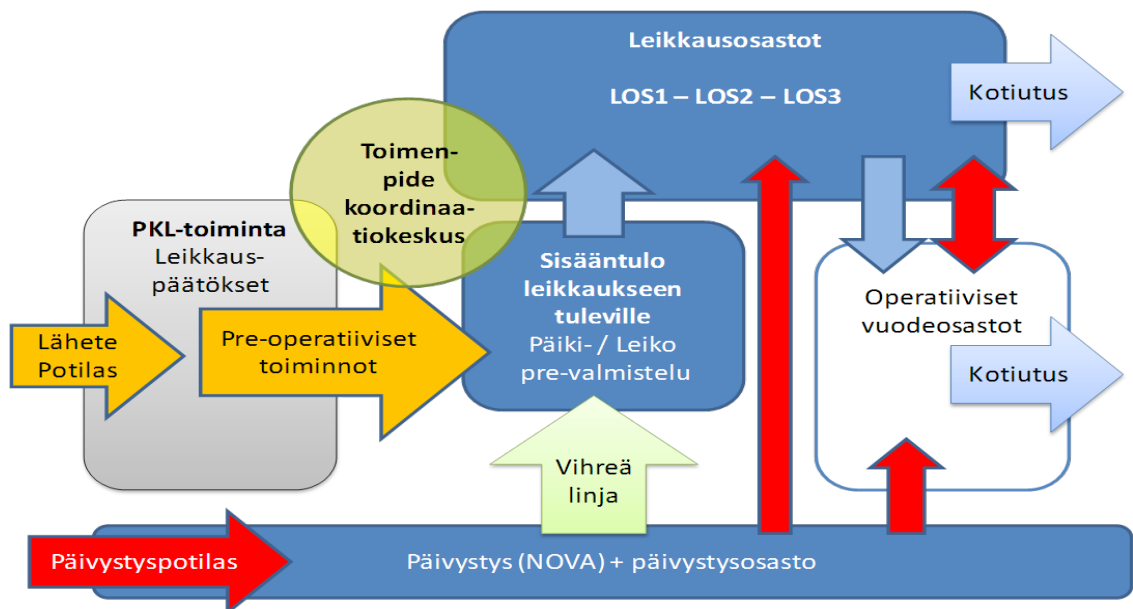 Leikkausosastot
LOS1 – LOS2 – LOS3
Kotiutus
Toimen-
pide
koordinaa-
tiokeskus
PKL-toiminta
Leikkaus-
päätökset
Lähete
Potilas
Pre-operatiiviset
toiminnot
Sisääntulo
leikkaukseen
tuleville
Päiki- / Leiko
pre-valmistelu
Operatiiviset
vuodeosastot
Kotiutus
Vihreä
linja
Päivystyspotilas
Päivystys (NOVA) + päivystysosasto